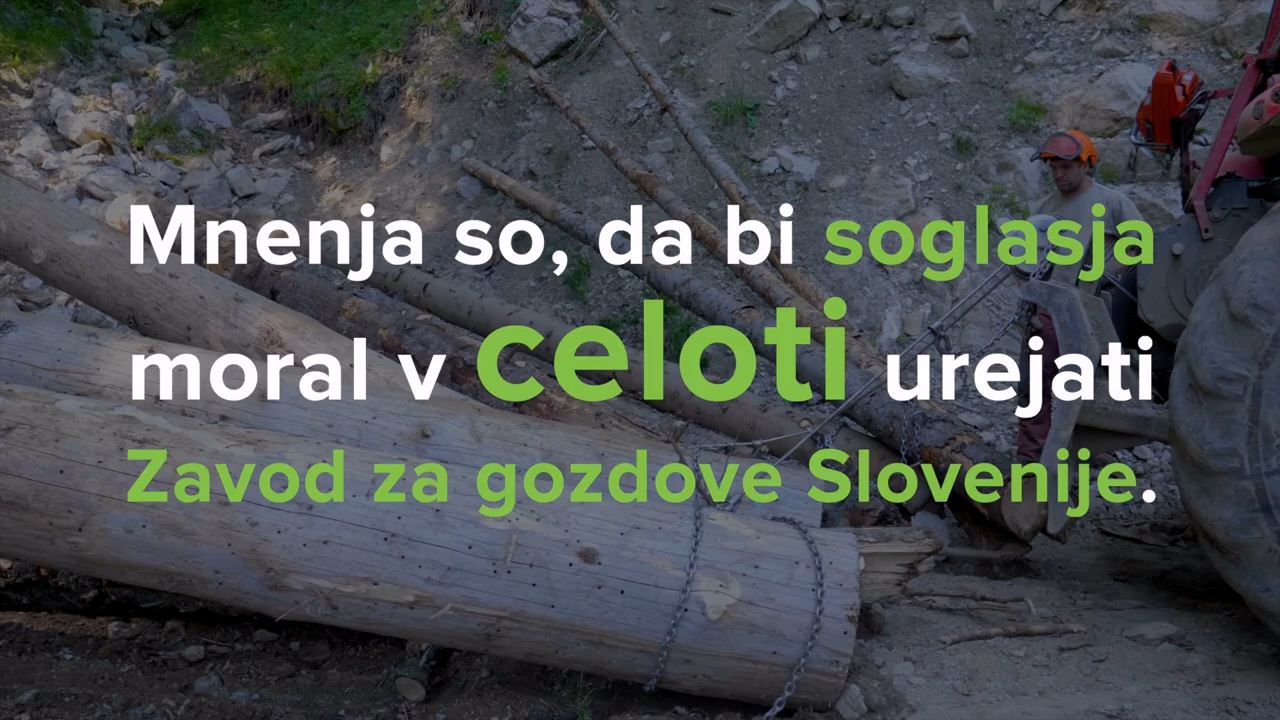 Mnenja so, da bi soglasja
moral v celoti urejati
Zavod za gozdove Slovenije.